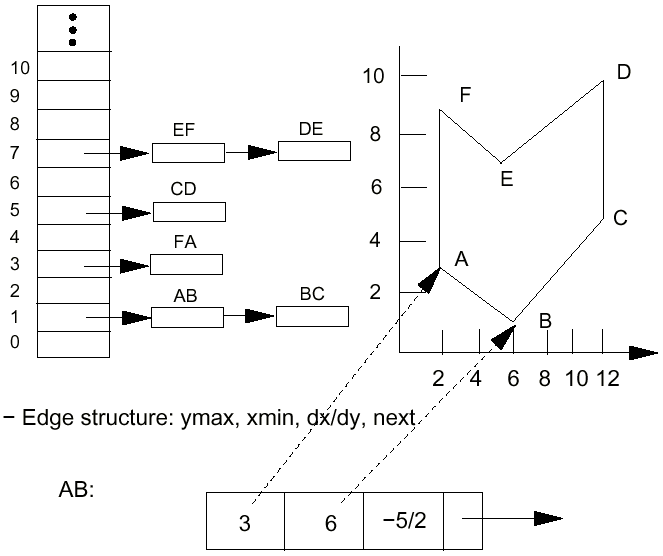 10
9
8
7
6
5
4
3
2
1
0
EF
DE
CD
FA
AB
BC
10
8
6
4
2
F
D
E
C
A
B
2 4 6 8 10 12
− Edge structure: ymax, xmin, dx/dy, next
AB:
3 6 −5/2